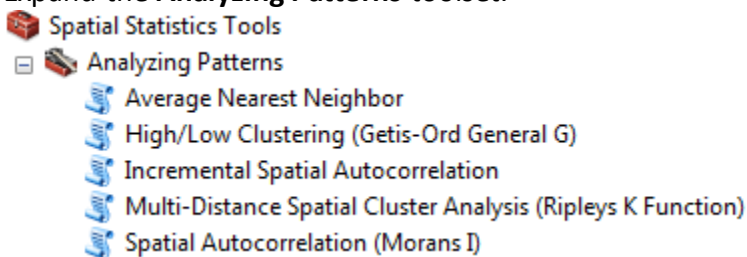 Expand the Analyzing Patterns toolset.
Spatial Statistics Tools
Analyzing Patterns
Average Nearest Neighbor
High/Low Clustering (Getis-Ord General G)
Incremental Spatial Autocorrelation
Multi-Distance Spatial Cluster Analysis (Ripleys K Function)
Spatial Autocorrelation (Morans I)